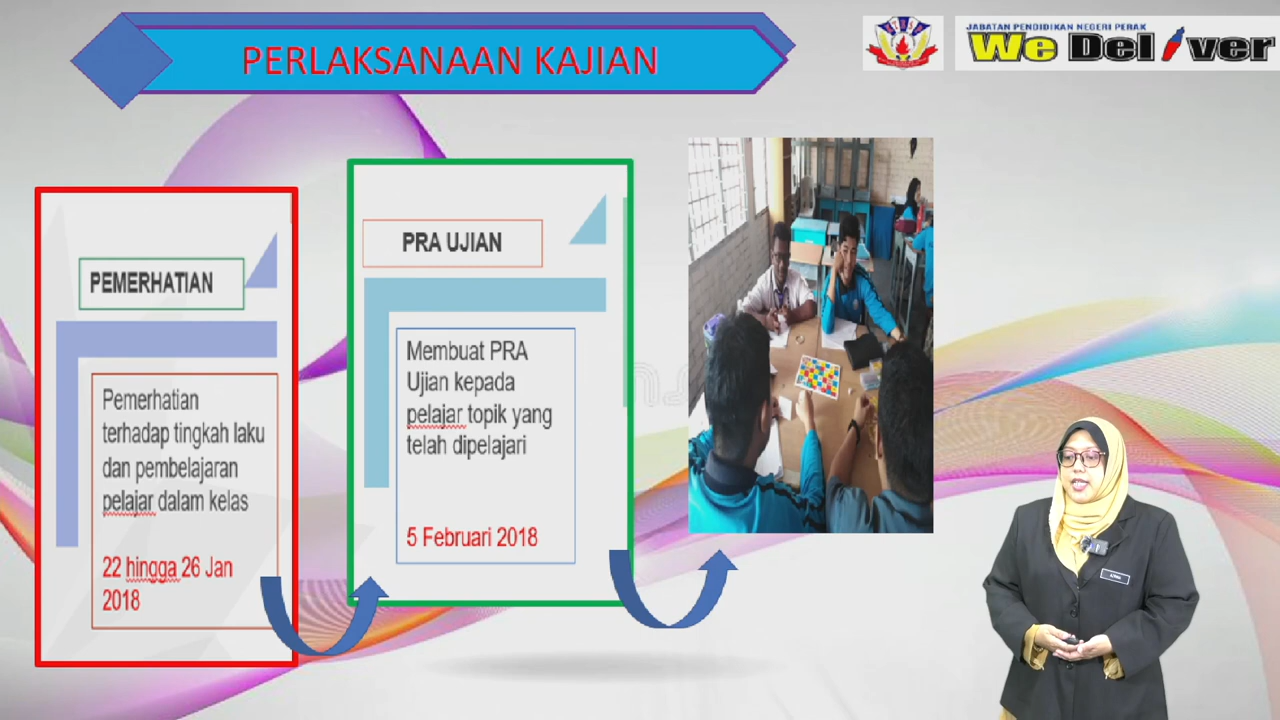 PERLAKSANAAN KAJIAN
JABATAN PENDIDIKAN NEGERI PERAK
We Deliver
PEMERHATIAN
Pemerhatian
terhadap tingkah laku
dan pembelajaran
pelajar dalam kelas
22 hingga 26 Jan
2018
PRA UJIAN
Membuat PRA
Ujian kepada
pelajar topik yang
telah dipelajari
5 Februari 2018